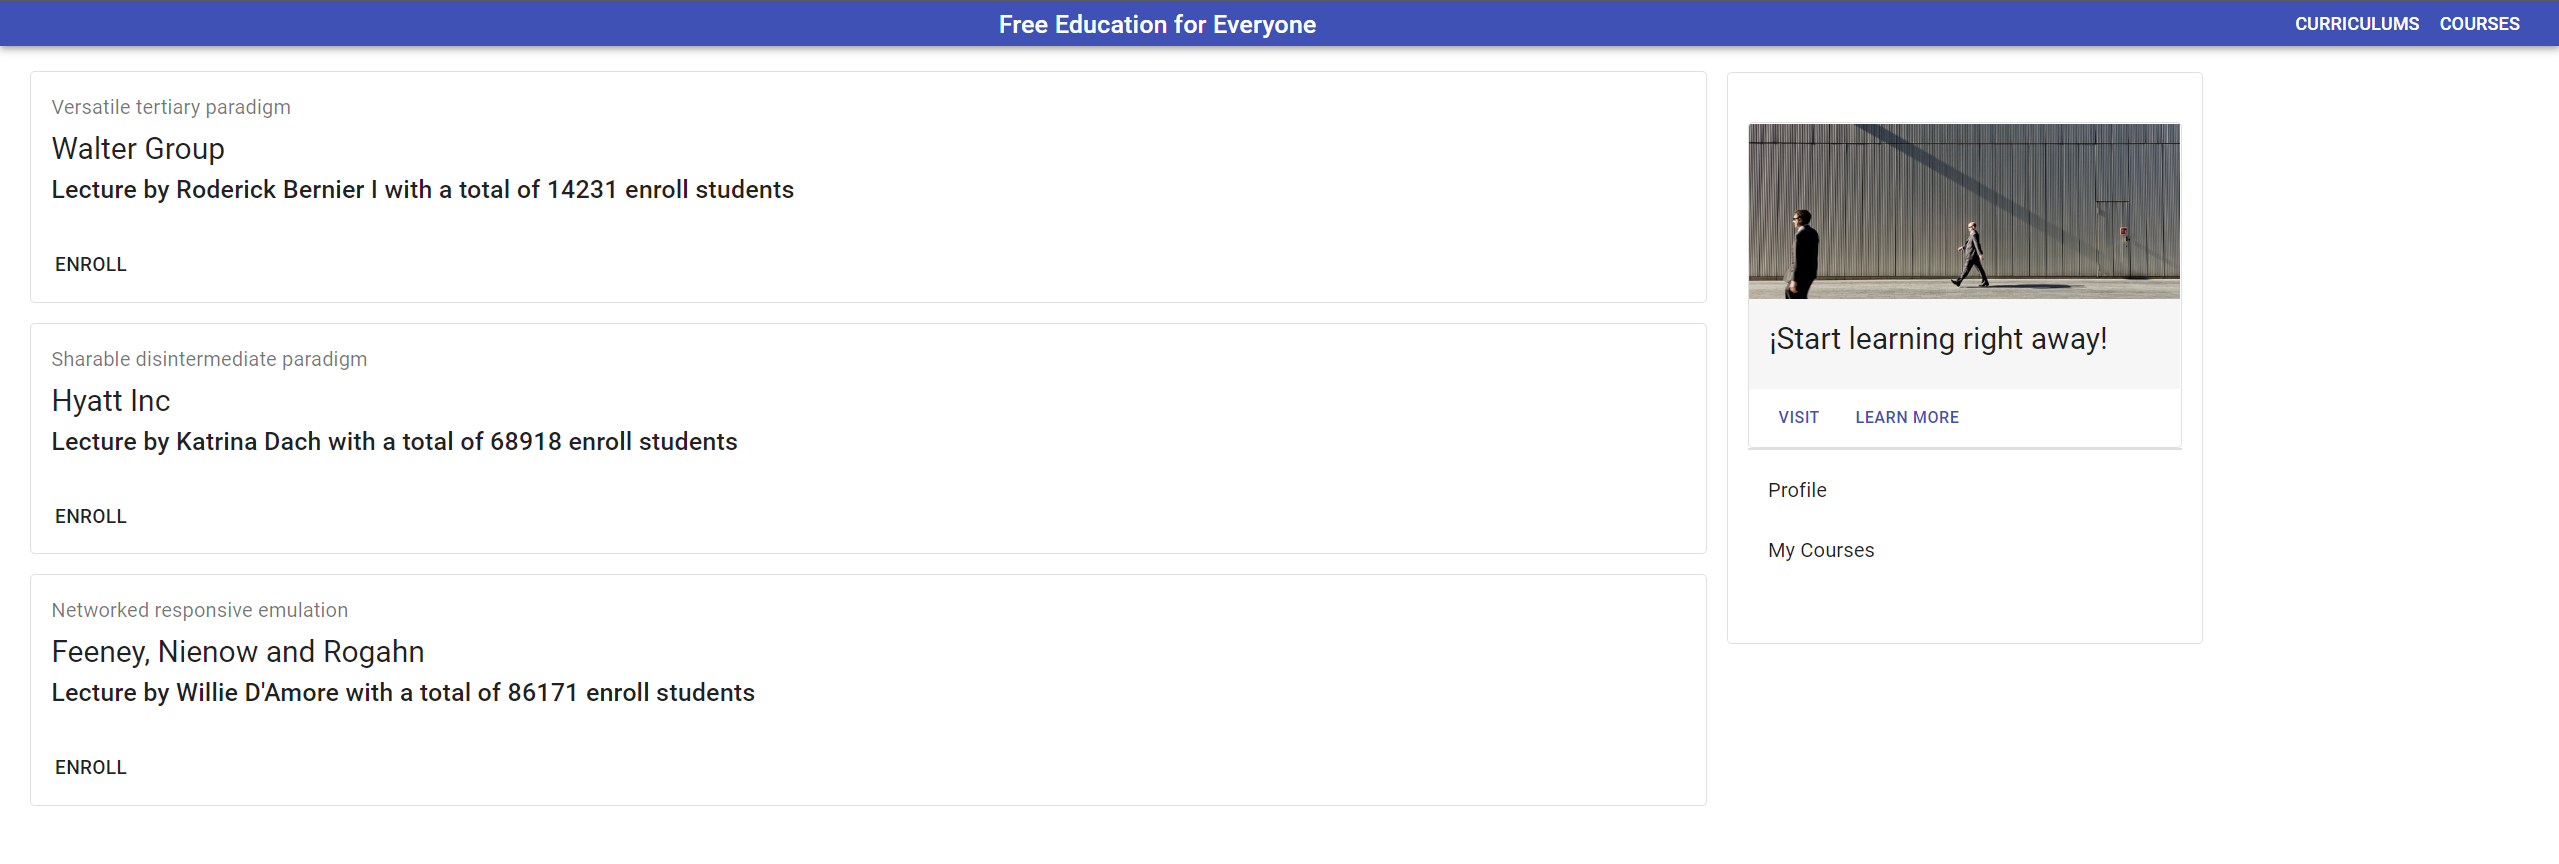 Free Education for Everyone
CURRICULUMS COURSES
Versatile tertiary paradigm
Walter Group
Lecture by Roderick Bernier I with a total of 14231 enroll students
ENROLL
Sharable disintermediate paradigm
Hyatt Inc
Lecture by Katrina Dach with a total of 68918 enroll students
ENROLL
Networked responsive emulation
Feeney, Nienow and Rogahn
Lecture by Willie D'Amore with a total of 86171 enroll students
ENROLL
¡Start learning right away!
VISIT LEARN MORE
Profile
My Courses